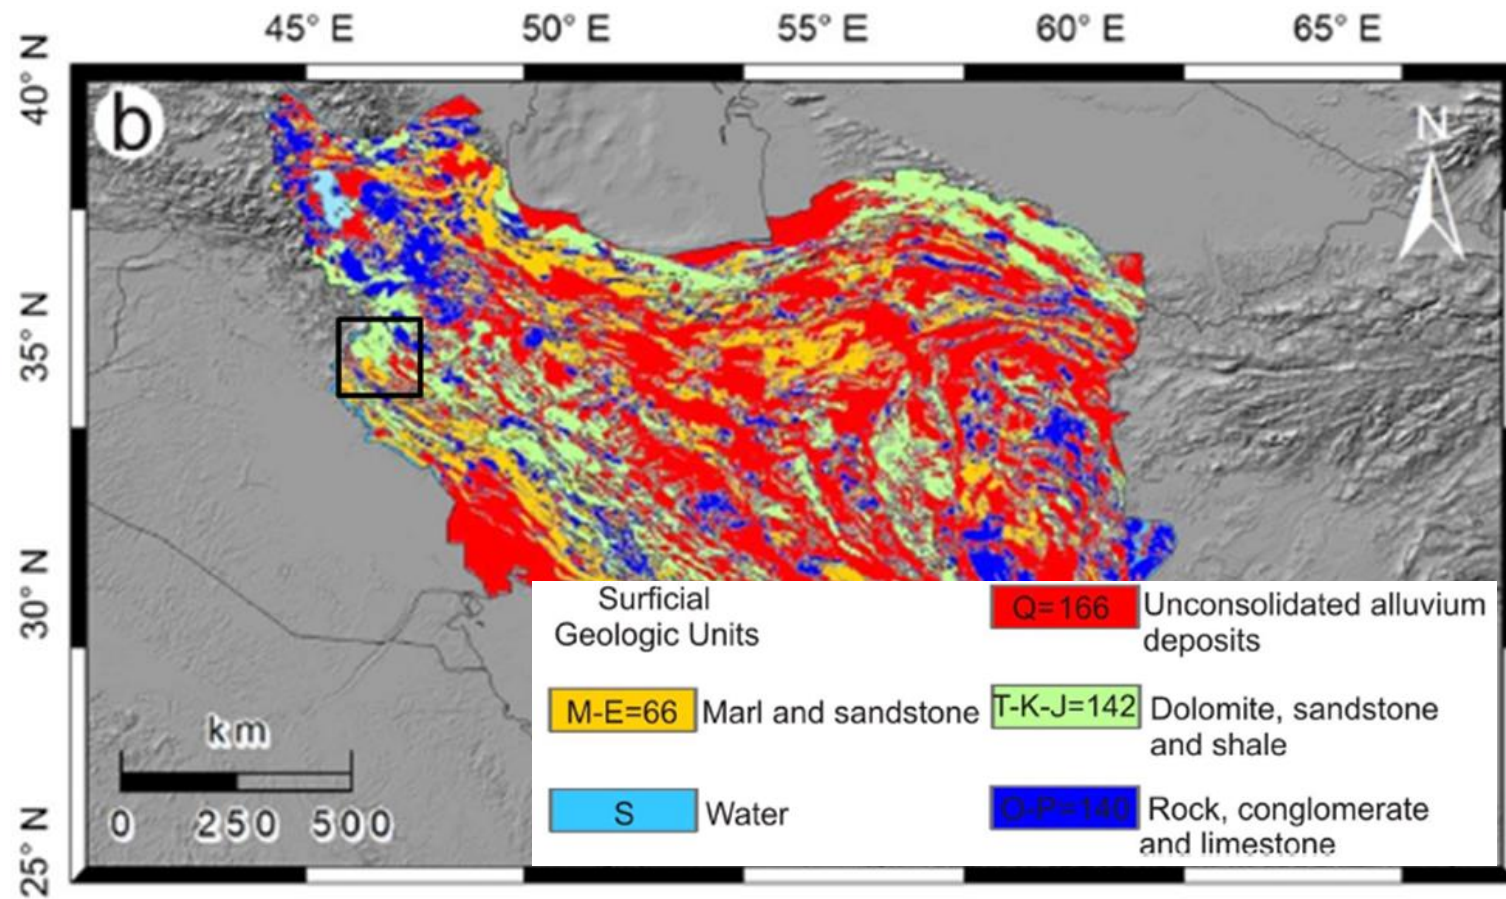 45° E 50° E 55° E 60° E 65° E
40° N
35° N
30° N
25° N
b
N
km
0 250 500
Surficial
Geologic Units
M-E=66 Marl and sandstone
S Water
Q=166 Unconsolidated alluvium
deposits
T-K-J=142 Dolomite, sandstone
and shale
O-P=140 Rock, conglomerate
and limestone